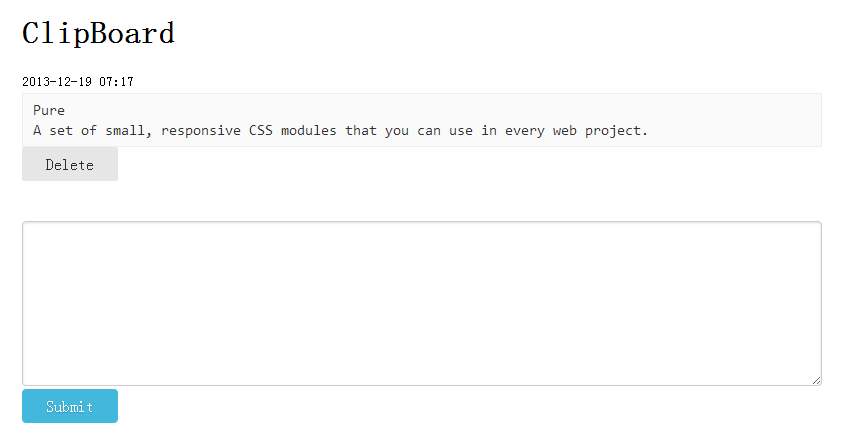 ClipBoard
2013-12-19 07:17
Pure
A set of small, responsive CSS modules that you can use in every web project.
Delete
Submit